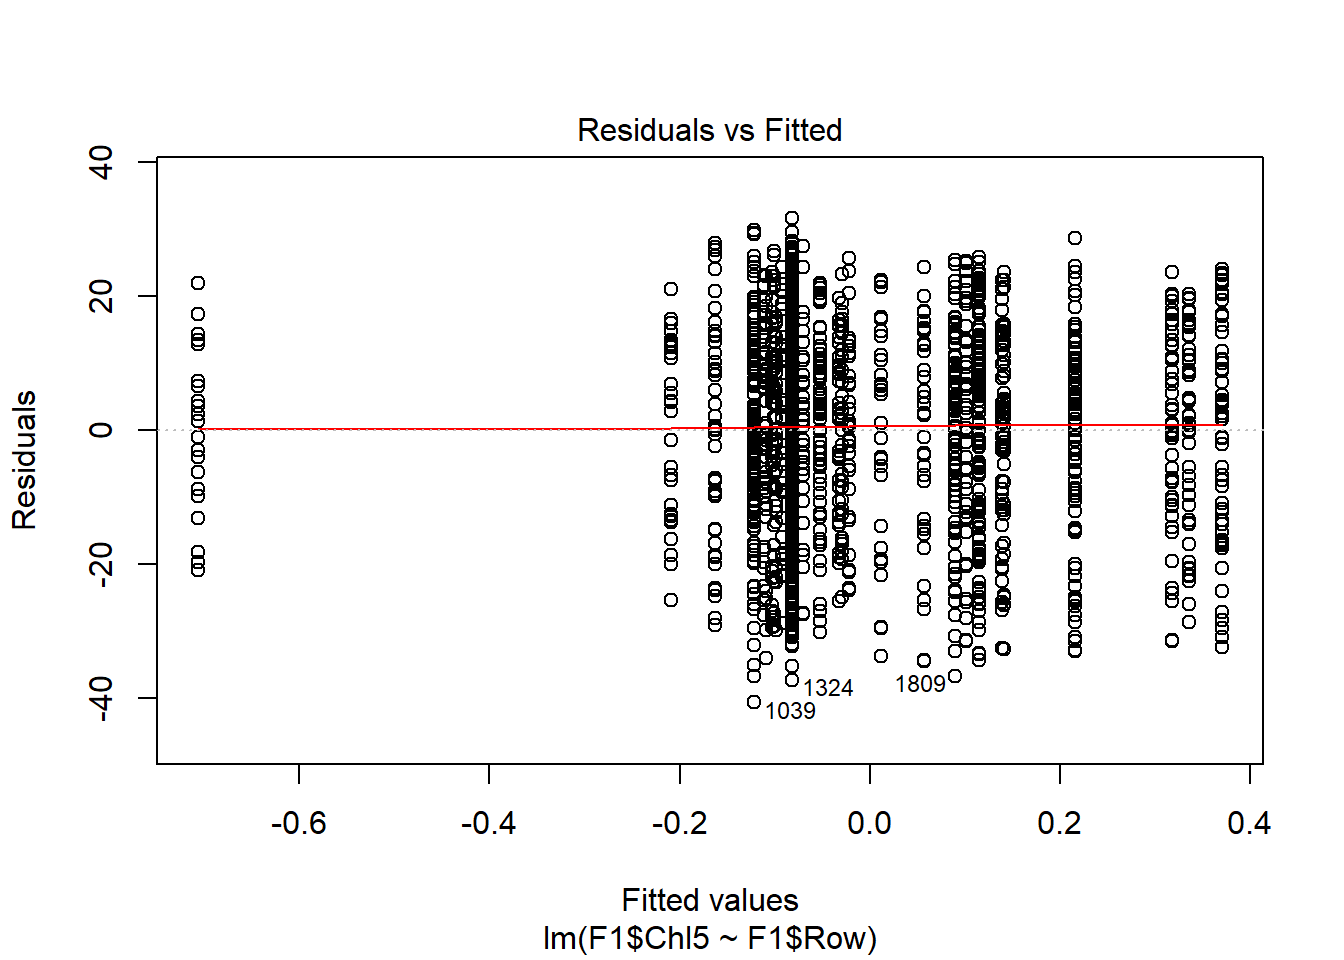 Residuals vs Fitted
40
20
0
-20
-40
Residuals
1324
1809
1039
-0.6 -0.4 -0.2 0.0 0.2 0.4
Fitted values
lm(F1$Chl5 ~ F1$Row)